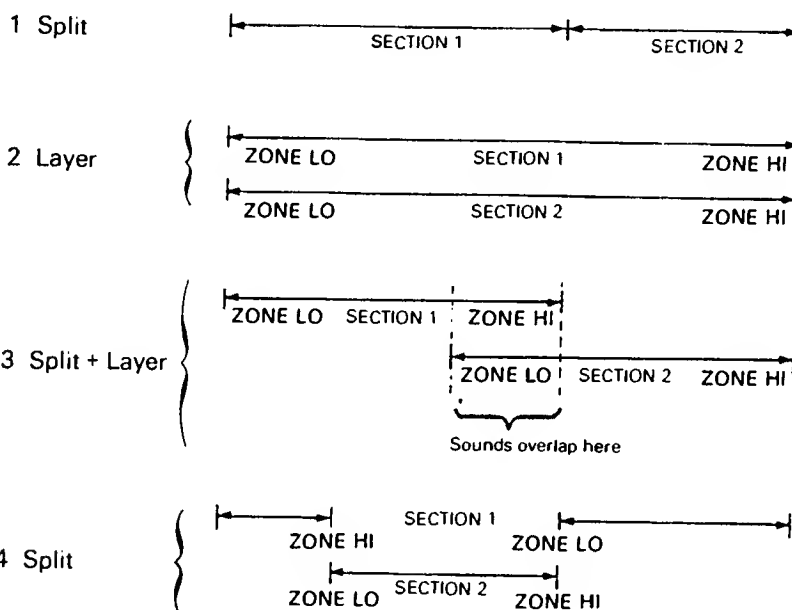 1 Split
SECTION 1 SECTION 2
2 Layer
ZONE LO SECTION 1 ZONE HI
ZONE LO SECTION 2 ZONE HI
3 Split + Layer
ZONE LO SECTION 1 ZONE HI
ZONE LO SECTION 2 ZONE HI
Sounds overlap here
4 Split
SECTION 1
ZONE HI ZONE LO
SECTION 2
ZONE LO ZONE HI